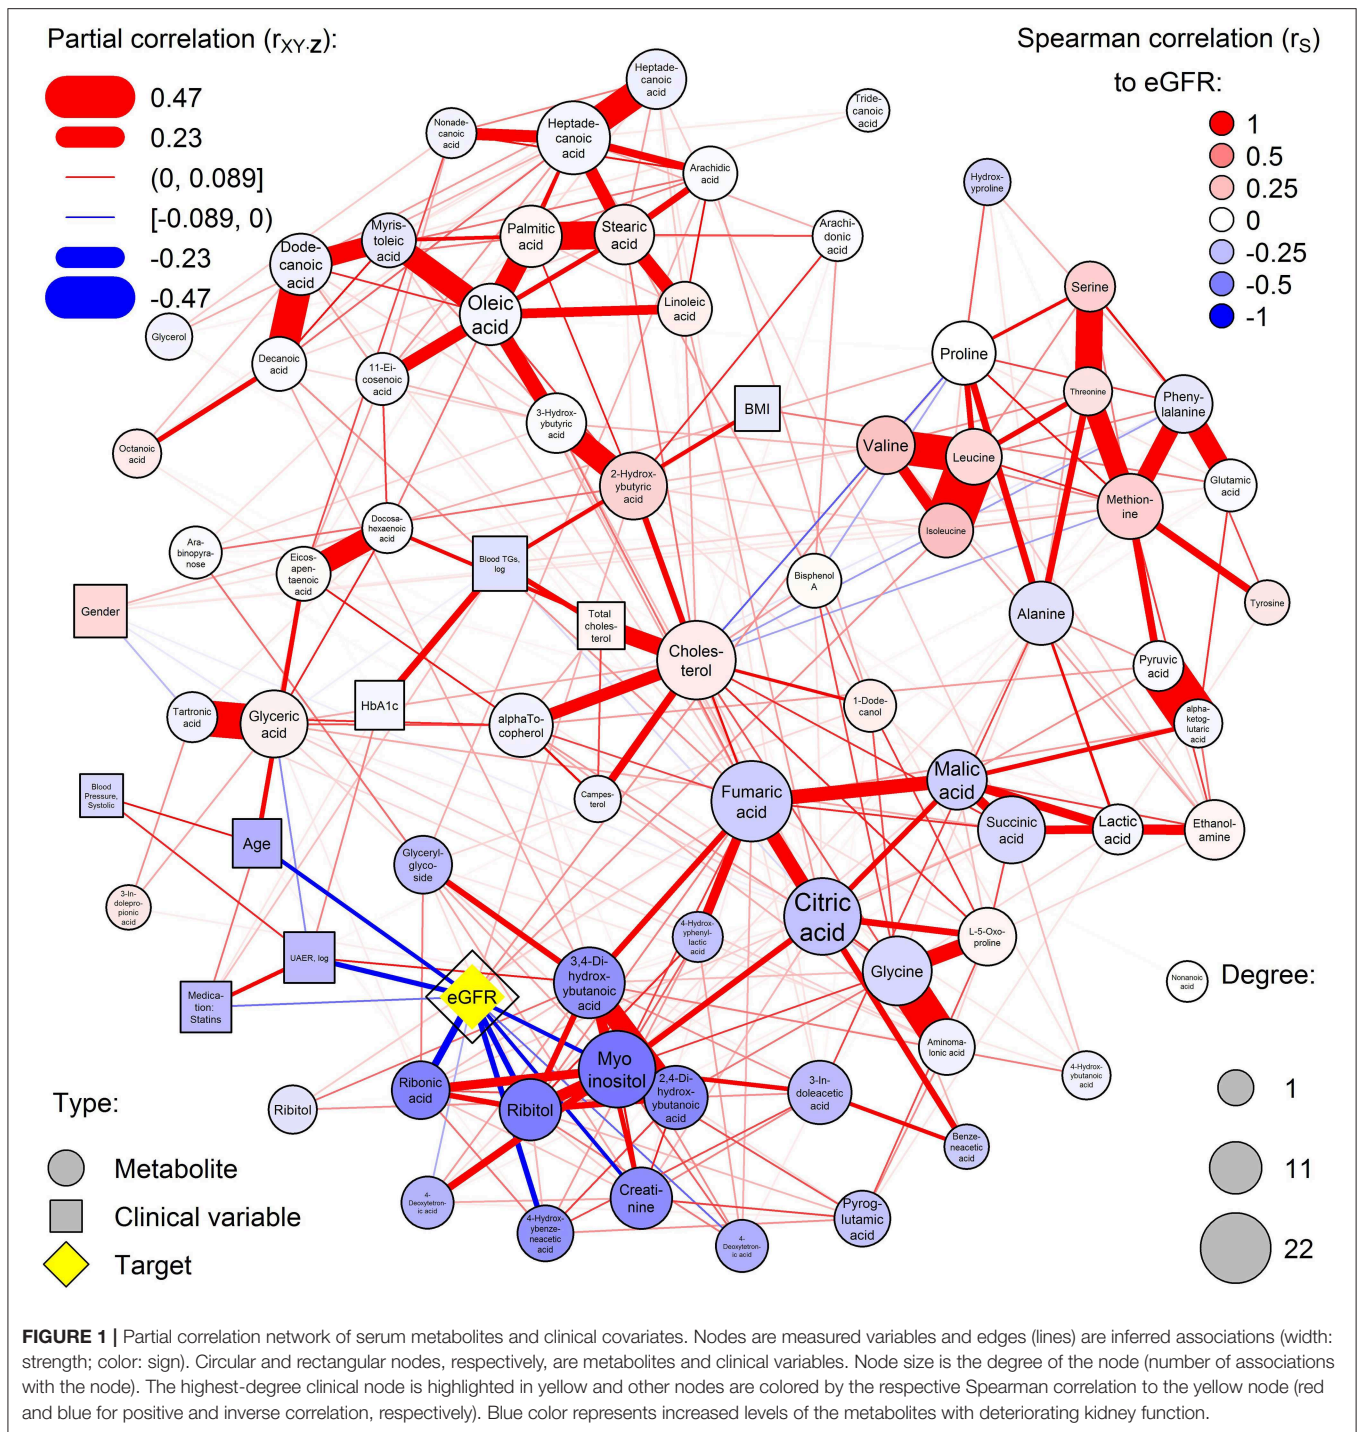 Partial correlation (rXY·Z):
0.47
0.23
(0, 0.089]
[-0.089, 0)
-0.23
-0.47
Spearman correlation (rS)
to eGFR:
1
0.5
0.25
0
-0.25
-0.5
-1
Heptade-
canoic
acid
Tride-
canoic
acid
Nonade-
canoic
acid
Heptade-
canoic
acid
Arachidic
acid
Hydrox-
yproline
Myris-
toleic
acid
Palmitic
acid
Stearic
acid
Arachi-
donic
acid
Dode-
canoic
acid
Serine
Oleic
acid
Linoleic
acid
Glycerol
Decanoic
acid
11-Ei-
cosenoic
acid
Proline
Threonine
Pheny-
lalanine
3-Hydrox-
ybutyric
acid
BMI
Octanoic
acid
Valine
Leucine
2-Hydrox-
ybutyric
acid
Glutamic
acid
Methion-
ine
Docosa-
hexaenoic
acid
Isoleucine
Ara-
binopyra-
nose
Eicos-
apen-
taenoic
acid
Blood TGs,
log
Bisphenol
A
Gender
Total
choles-
terol
Alanine
Tyrosine
Choles-
terol
Pyruvic
acid
Tartronic
acid
Glyceric
acid
HbA1c
alphaTo-
copherol
1-Dode-
canol
alpha-
ketog-
lutaric
acid
Blood
Pressure,
Systolic
Campes-
terol
Fumaric
acid
Malic
acid
Succinic
acid
Lactic
acid
Ethanol-
amine
Age
Glyceryl-
glyco-
side
3-In-
dolepro-
pionic
acid
Citric
acid
4-Hydrox-
yphenyl-
lactic
acid
L-5-Oxo-
proline
UAER, log
Glycine
3,4-Di-
hydrox-
ybutanoic
acid
Nonanoic
acid
Degree:
Medica-
tion:
Statins
eGFR
Aminoma-
lonic acid
Myo
inositol
Ribonic
acid
2,4-Di-
hydrox-
ybutanoic
acid
3-In-
doleacetic
acid
4-Hydrox-
ybutanoic
acid
1
Type:
Ribitol
Ribitol
Benze-
neacetic
acid
Metabolite
11
4-
Deoxytetron-
ic acid
Creati-
nine
Pyrog-
lutamic
acid
Clinical variable
4-Hydrox-
ybenze-
neacetic
acid
4-
Deoxytetron-
ic acid
22
Target
FIGURE 1 | Partial correlation network of serum metabolites and clinical covariates. Nodes are measured variables and edges (lines) are inferred associations (width:
strength; color: sign). Circular and rectangular nodes, respectively, are metabolites and clinical variables. Node size is the degree of the node (number of associations
with the node). The highest-degree clinical node is highlighted in yellow and other nodes are colored by the respective Spearman correlation to the yellow node (red
and blue for positive and inverse correlation, respectively). Blue color represents increased levels of the metabolites with deteriorating kidney function.